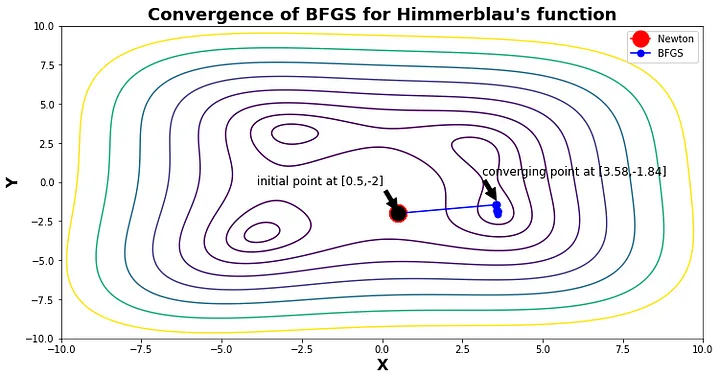 Convergence of BFGS for Himmerblau's function
Newton
BFGS
converging point at [3.58,-1.84]
initial point at [0.5,-2]
Y
10.0
7.5
5.0
2.5
0.0
−2.5
−5.0
−7.5
−10.0
−10.0 −7.5 −5.0 −2.5 0.0 2.5 5.0 7.5 10.0
X